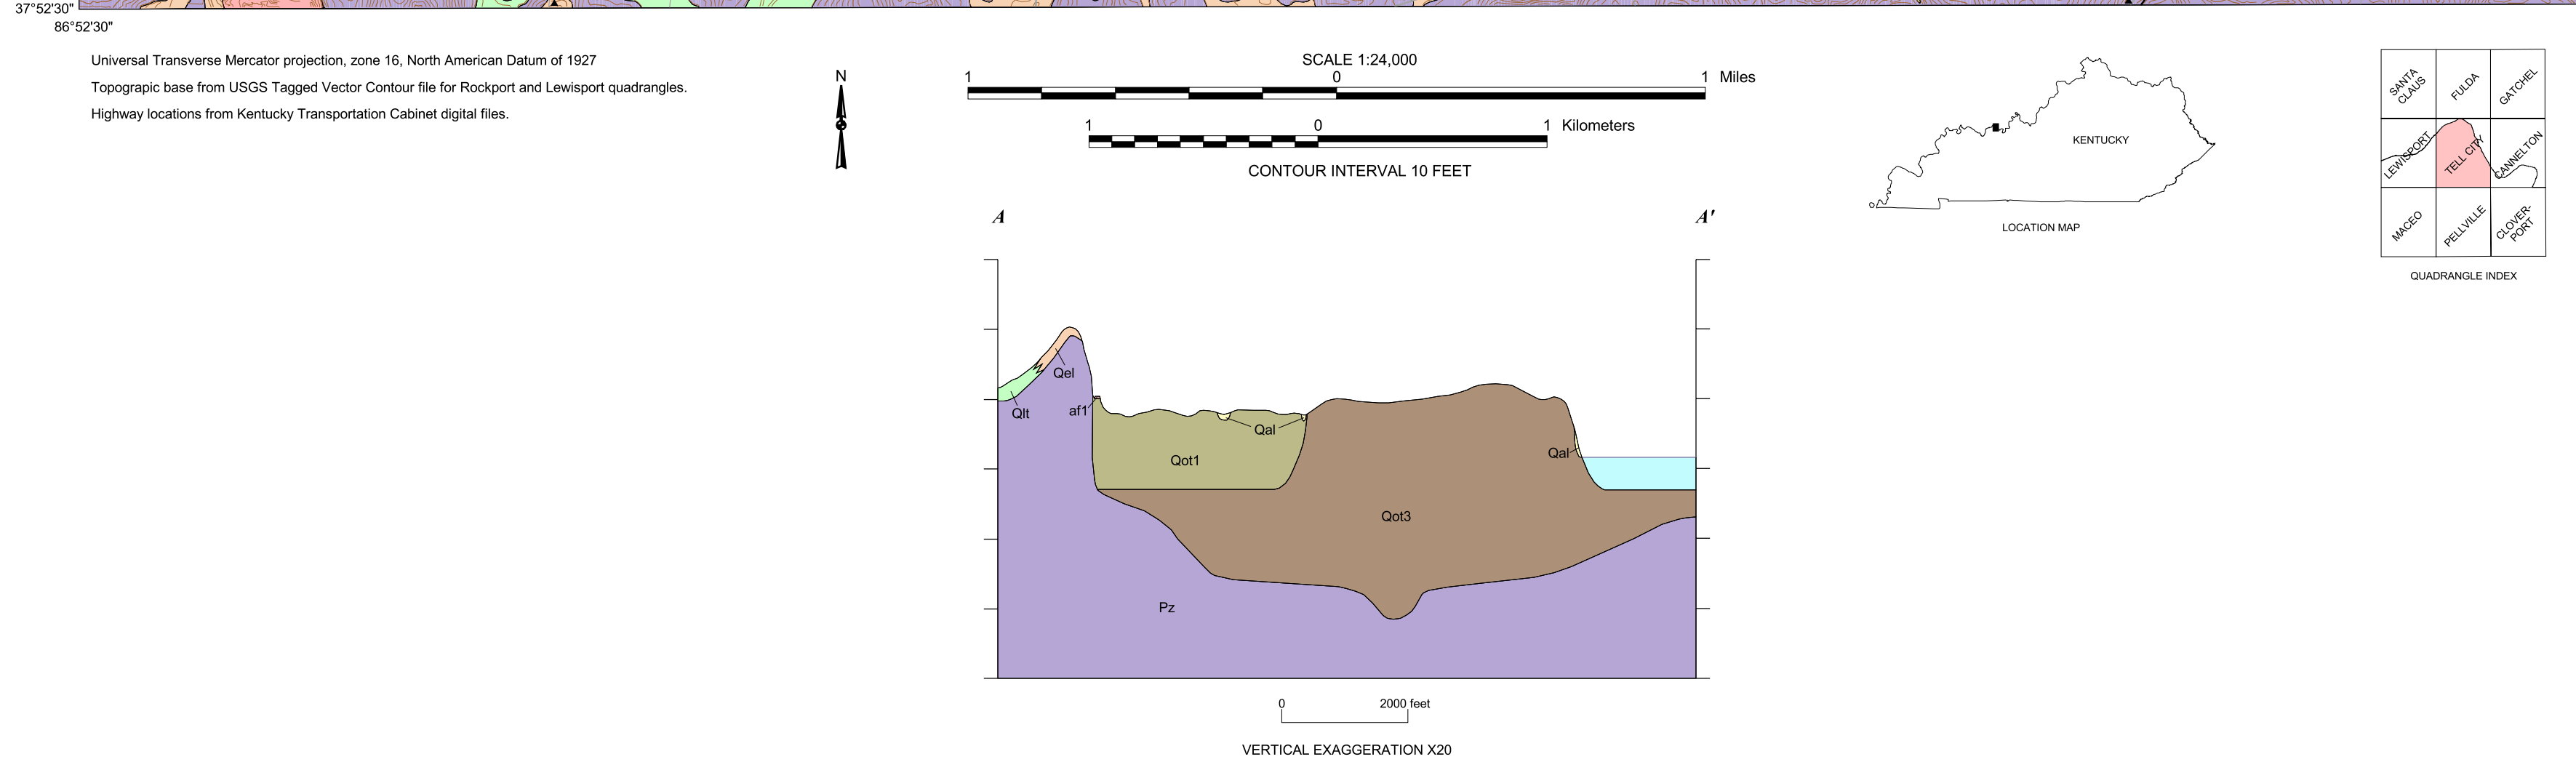 37°52'30"
86°52'30"
Universal Transverse Mercator projection, zone 16, North American Datum of 1927
Topograpic base from USGS Tagged Vector Contour file for Rockport and Lewisport quadrangles.
Highway locations from Kentucky Transportation Cabinet digital files.
N
SCALE 1:24,000
1 0 1 Miles
1 0 1 Kilometers
CONTOUR INTERVAL 10 FEET
KENTUCKY
LOCATION MAP
SANTA
CLAUS
FULDA
GATCHEL
LEWISPORT
TELL CITY
CANNELTON
MACEO
PELLVILLE
CLOVER-
PORT
QUADRANGLE INDEX
A A'
Qel
Qlt
af1
Qal
Qal
Qot1
Qot3
Pz
0 2000 feet
VERTICAL EXAGGERATION X20